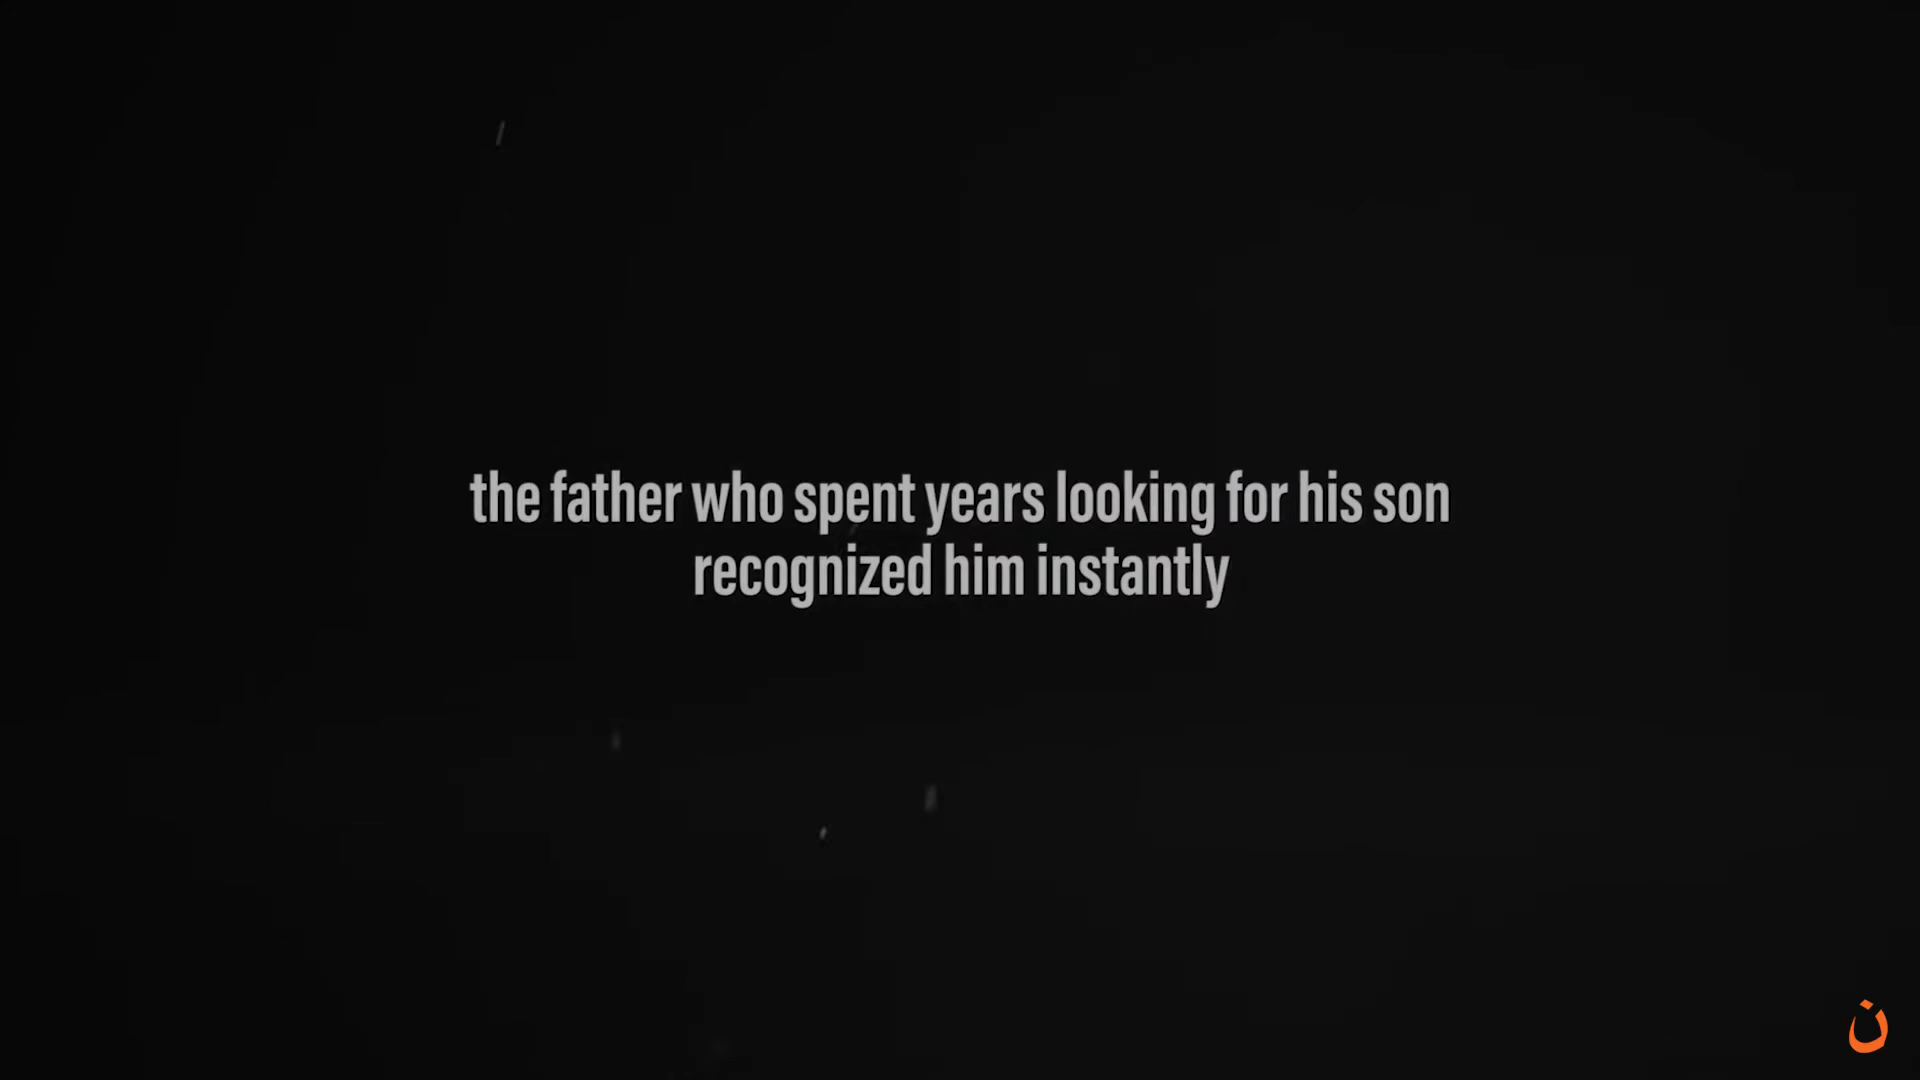 the father who spent years looking for his son
recognized him instantly
ن